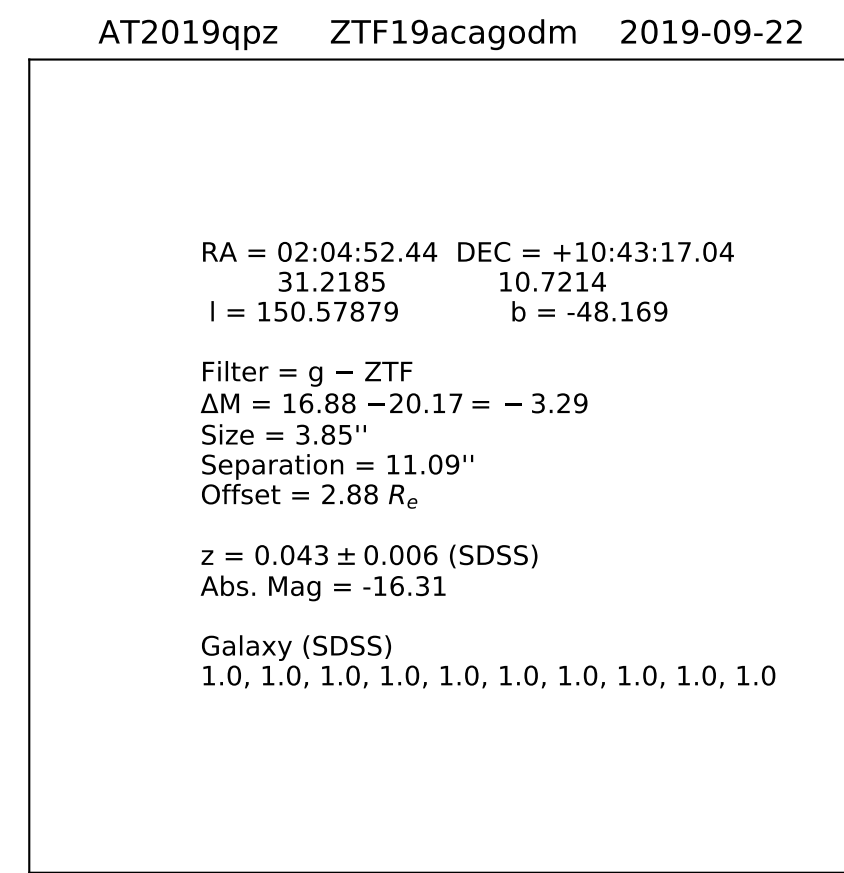 AT2019qpz ZTF19acagodm 2019-09-22
RA = 02:04:52.44 DEC = +10:43:17.04
31.2185 10.7214
l = 150.57879 b = -48.169
Filter = g − ZTF
ΔM = 16.88 −20.17 = − 3.29
Size = 3.85''
Separation = 11.09''
Offset = 2.88 Rₑ
z = 0.043 ± 0.006 (SDSS)
Abs. Mag = -16.31
Galaxy (SDSS)
1.0, 1.0, 1.0, 1.0, 1.0, 1.0, 1.0, 1.0, 1.0, 1.0